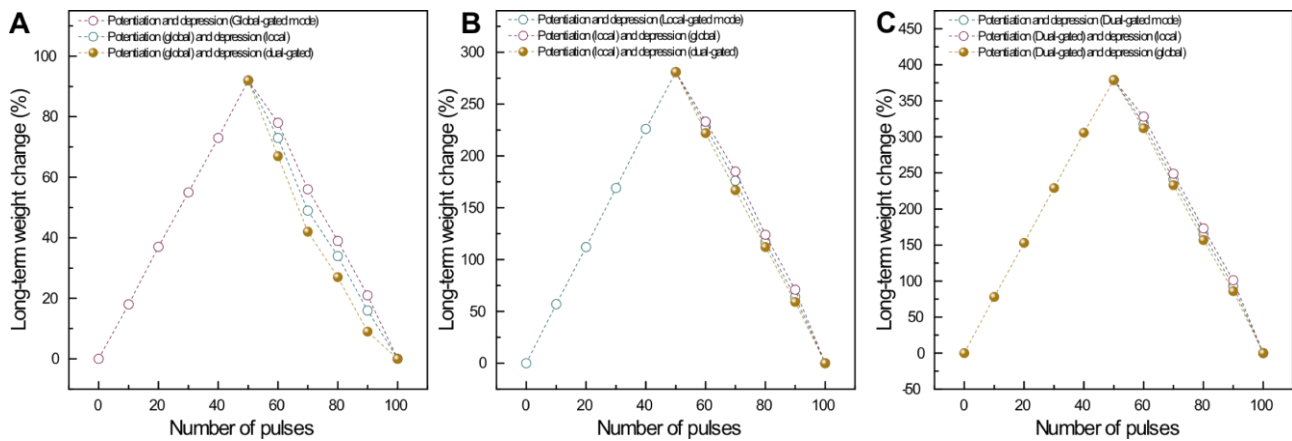 A
Potentiation and depression (Global-gated mode)
Potentiation (global) and depression (local)
Potentiation (global) and depression (dual-gated)
Long-term weight change (%)
100
80
60
40
20
0
0 20 40 60 80 100
Number of pulses
B
Potentiation and depression (Local-gated mode)
Potentiation (local) and depression (global)
Potentiation (local) and depression (dual-gated)
Long-term weight change (%)
300
250
200
150
100
50
0
0 20 40 60 80 100
Number of pulses
C
Potentiation and depression (Dual-gated mode)
Potentiation (Dual-gated) and depression (local)
Potentiation (Dual-gated) and depression (global)
Long-term weight change (%)
450
400
350
300
250
200
150
100
50
0
50
0 20 40 60 80 100
Number of pulses